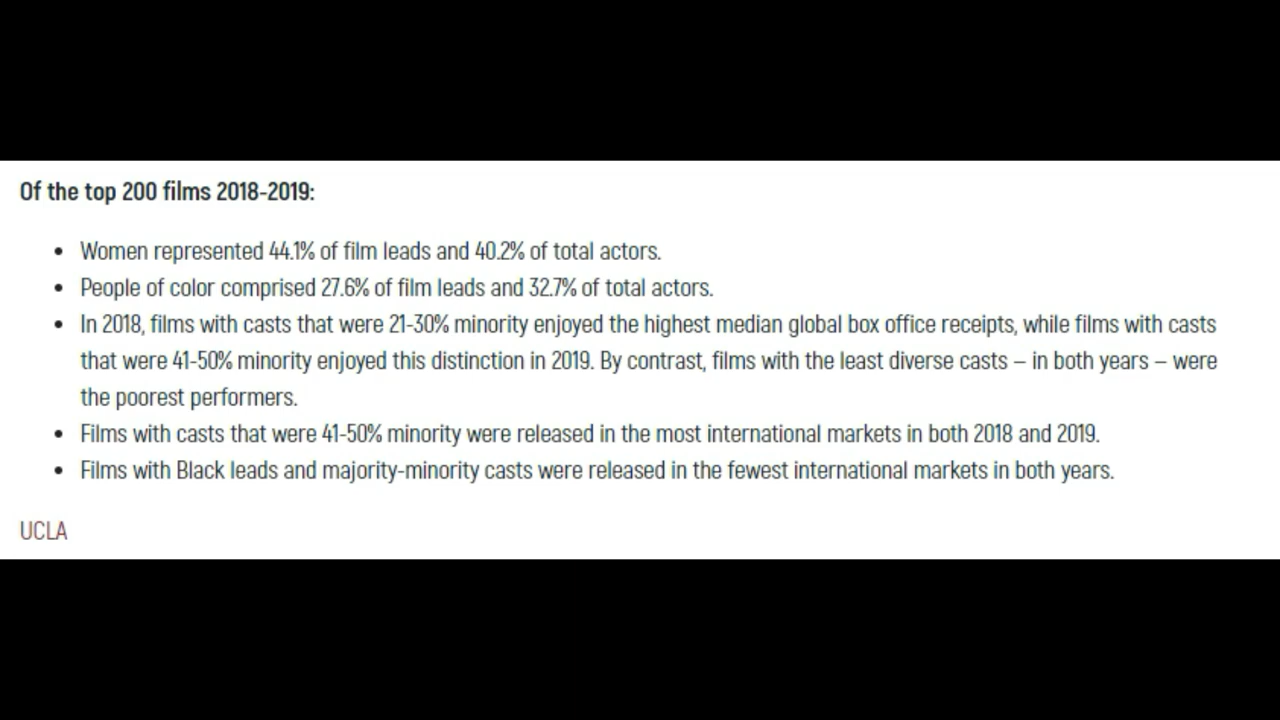 Of the top 200 films 2018-2019:
• Women represented 44.1% of film leads and 40.2% of total actors.
• People of color comprised 27.6% of film leads and 32.7% of total actors.
• In 2018, films with casts that were 21-30% minority enjoyed the highest median global box office receipts, while films with casts
that were 41-50% minority enjoyed this distinction in 2019. By contrast, films with the least diverse casts – in both years – were
the poorest performers.
• Films with casts that were 41-50% minority were released in the most international markets in both 2018 and 2019.
• Films with Black leads and majority-minority casts were released in the fewest international markets in both years.
UCLA